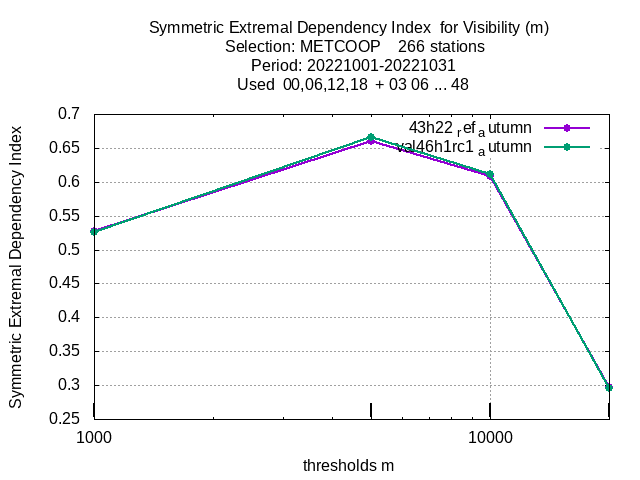 Symmetric Extremal Dependency Index for Visibility (m)
Selection: METCOOP 266 stations
Period: 20221001-20221031
Used 00,06,12,18 + 03 06 ... 48
43h22refautumn
val46h1rc1autumn
Symmetric Extremal Dependency Index
0.7
0.65
0.6
0.55
0.5
0.45
0.4
0.35
0.3
0.25
1000 10000
thresholds m